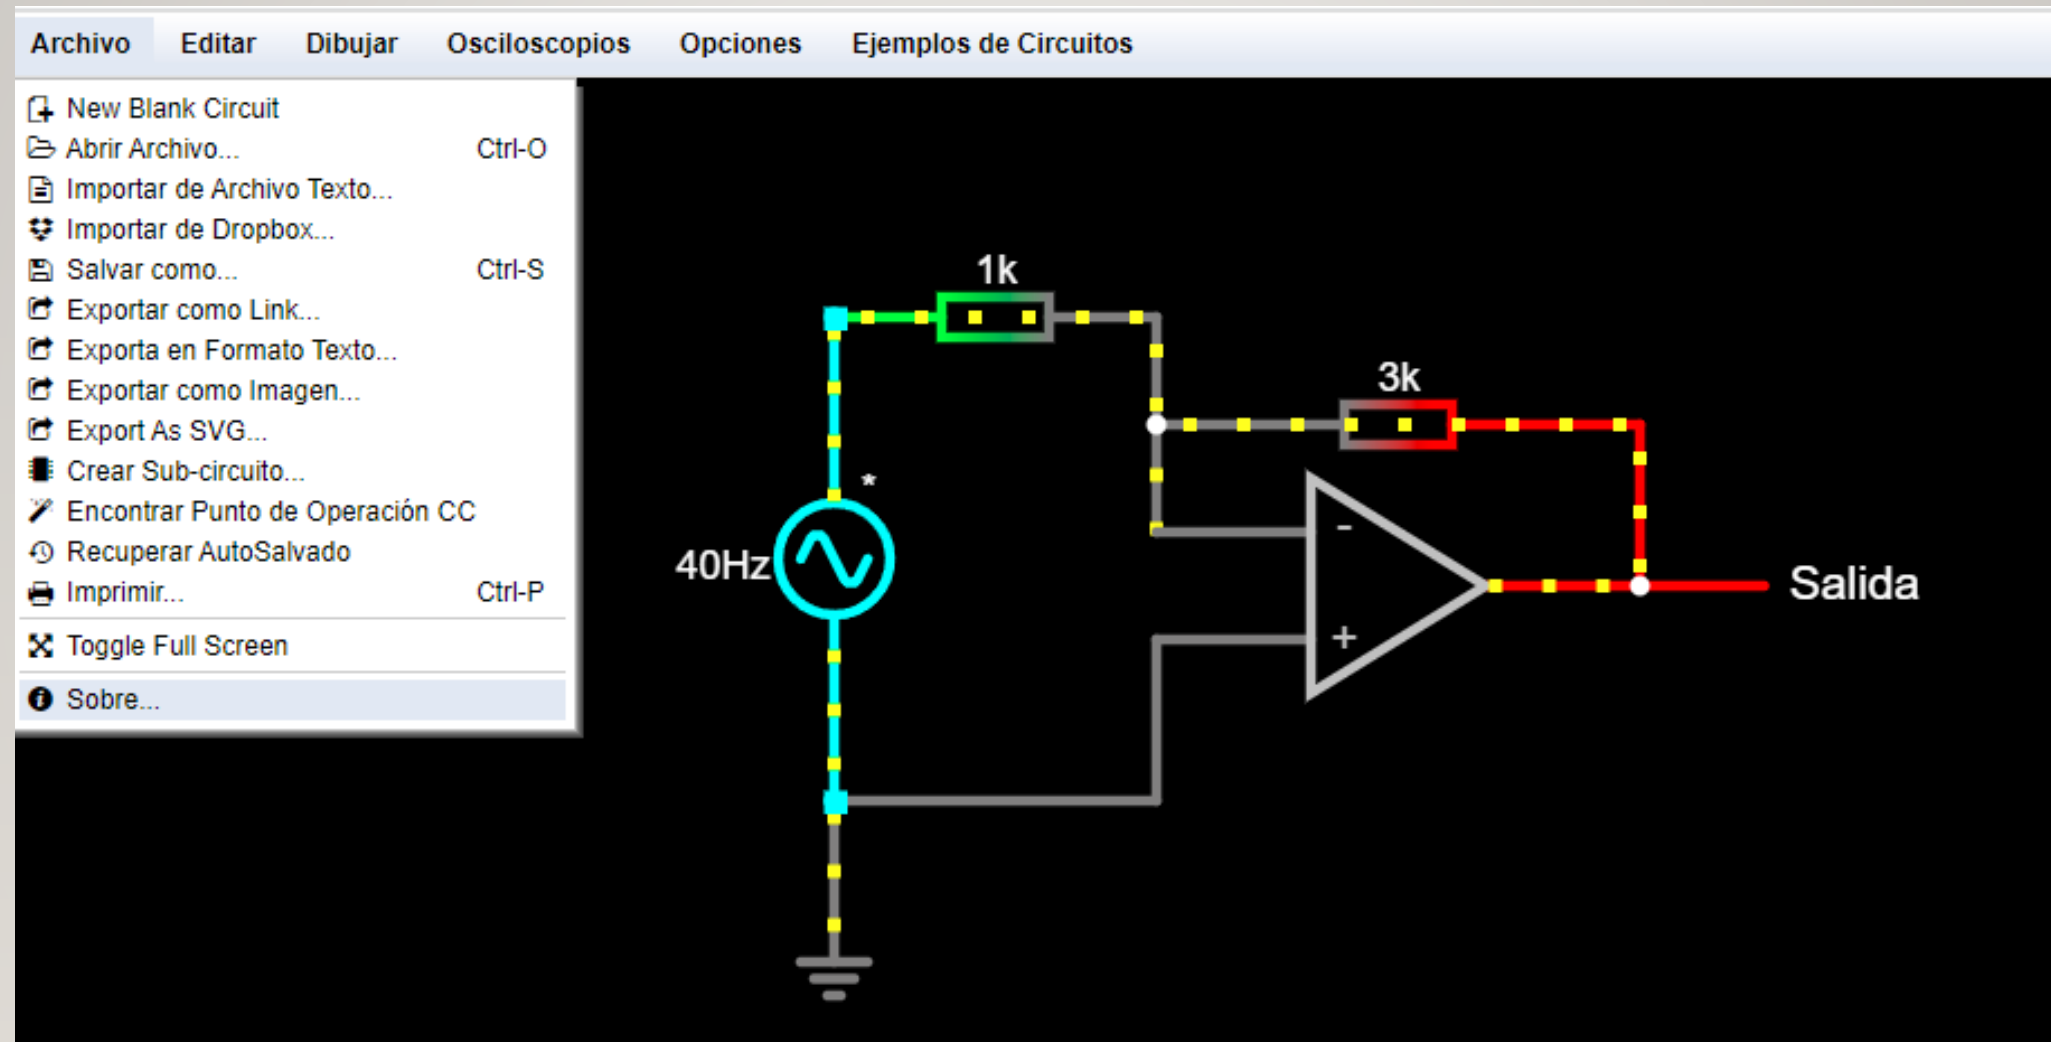 Archivo Editar Dibujar Osciloscopios Opciones Ejemplos de Circuitos
New Blank Circuit
Abrir Archivo... Ctrl-O
Importar de Archivo Texto...
Importar de Dropbox...
Salvar como... Ctrl-S
Exportar como Link...
Exporta en Formato Texto...
Exportar como Imagen...
Export As SVG...
Crear Sub-circuito...
Encontrar Punto de Operación CC
Recuperar AutoSalvado
Imprimir... Ctrl-P
Toggle Full Screen
Sobre...
1k
3k
*
40Hz
-
+
Salida